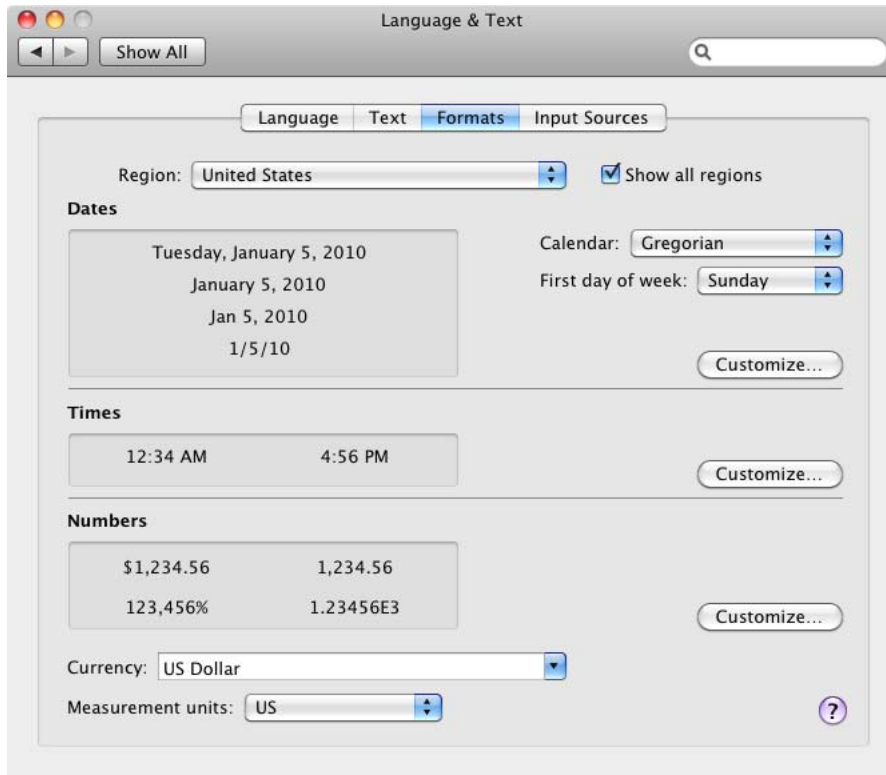 Language & Text
Show All
Language Text Formats Input Sources
Region: United States Show all regions
Dates
Tuesday, January 5, 2010
January 5, 2010
Jan 5, 2010
1/5/10
Calendar: Gregorian
First day of week: Sunday
Customize...
Times
12:34 AM 4:56 PM
Customize...
Numbers
$1,234.56 1,234.56
123,456% 1.23456E3
Customize...
Currency: US Dollar
Measurement units: US
?